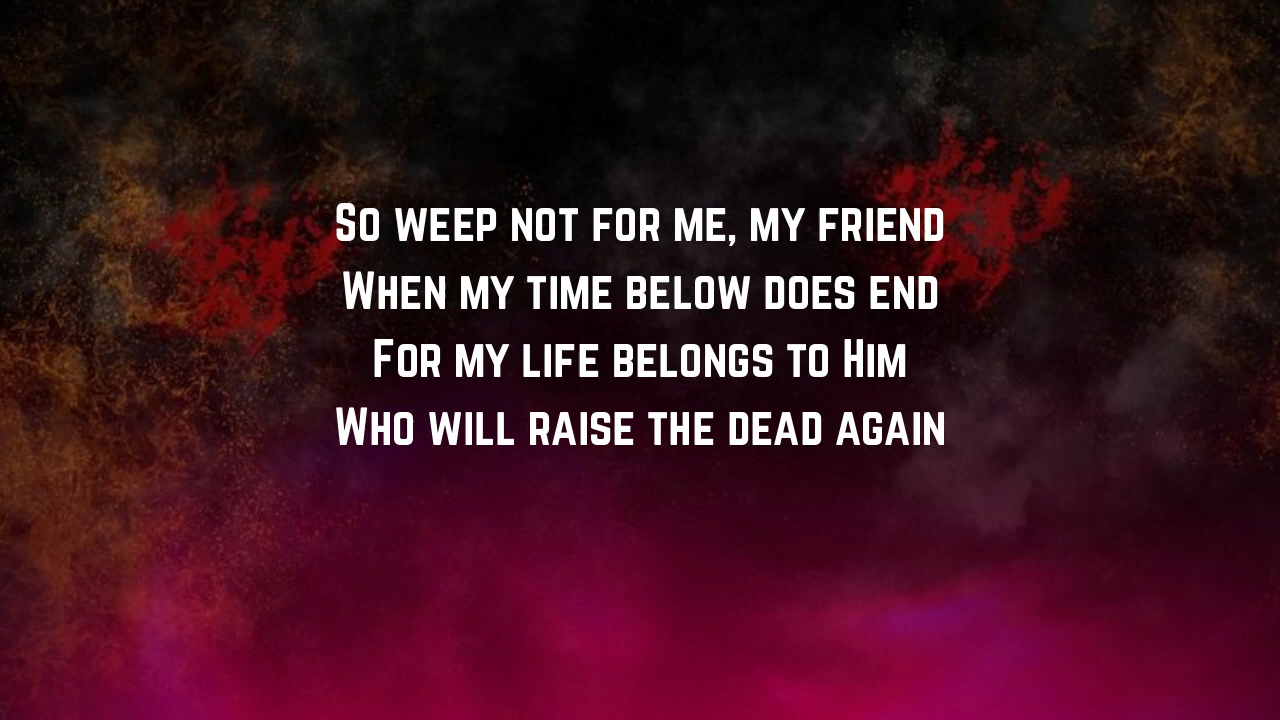 So weep not for me, my friend
When my time below does end
For my life belongs to Him
Who will raise the dead again